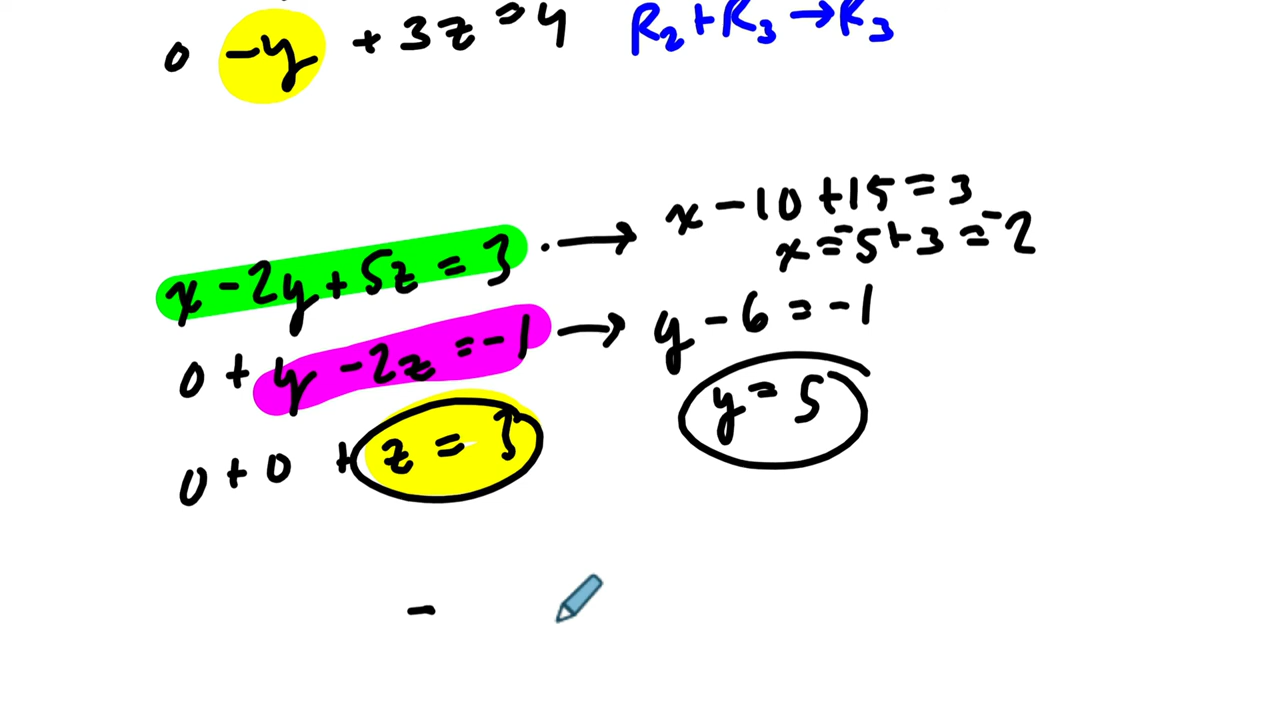 0 -y + 3z = 4 R₂ + R₃ → R₃
x - 2y + 5z = 3 → x - 10 + 15 = 3
x = -5 + 3 = -2
0 + y - 2z = -1 → y - 6 = -1
y = 5
0 + 0 + z = 3
-